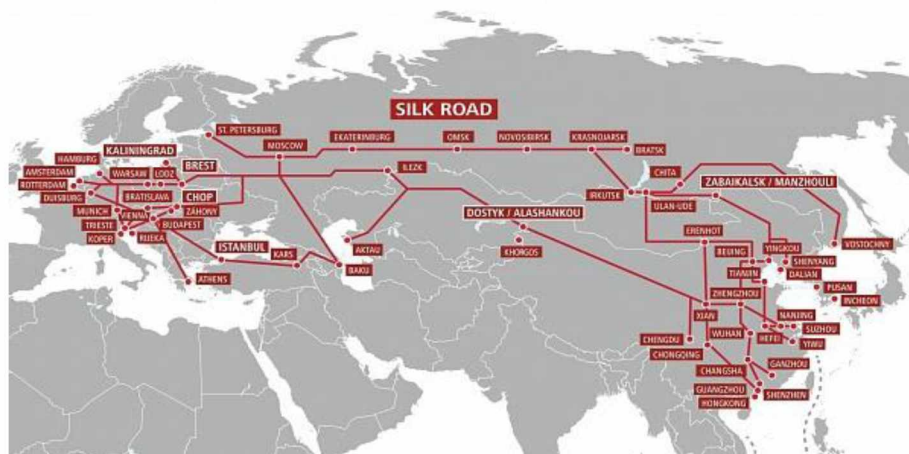 SILK ROAD
ST. PETERSBURG
MOSCOW
EKATERINBURG
OMSK
NOVOSIBIRSK
KRASNOJARSK
BRATSK
KALININGRAD
HAMBURG
BREST
AMSTERDAM
WARSAW
LODZ
ILEZK
CHITA
ROTTERDAM
DUISBURG
BRATISLAVA
CHOP
IRKUTSK
ZABAIKALSK / MANZHOULI
ULAN-UDE
MUNICH
VIENNA
ZAHONY
DOSTYK / ALASHANKOU
TRIESTE
BUDAPEST
KOPER
RIJEKA
ISTANBUL
KARS
AKTAU
KHORGOS
ERENHOT
BEIJING
YINGKOU
VOSTOCHNY
SHENYANG
ATHENS
BAKU
TIANJIN
DALIAN
PUSAN
ZHENGZHOU
INCHEON
XIAN
NANJING
CHENGDU
WUHAN
HEFEI
SUZHOU
CHONGQING
YIWU
CHANGSHA
GANZHOU
GUANGZHOU
SHENZHEN
HONGKONG